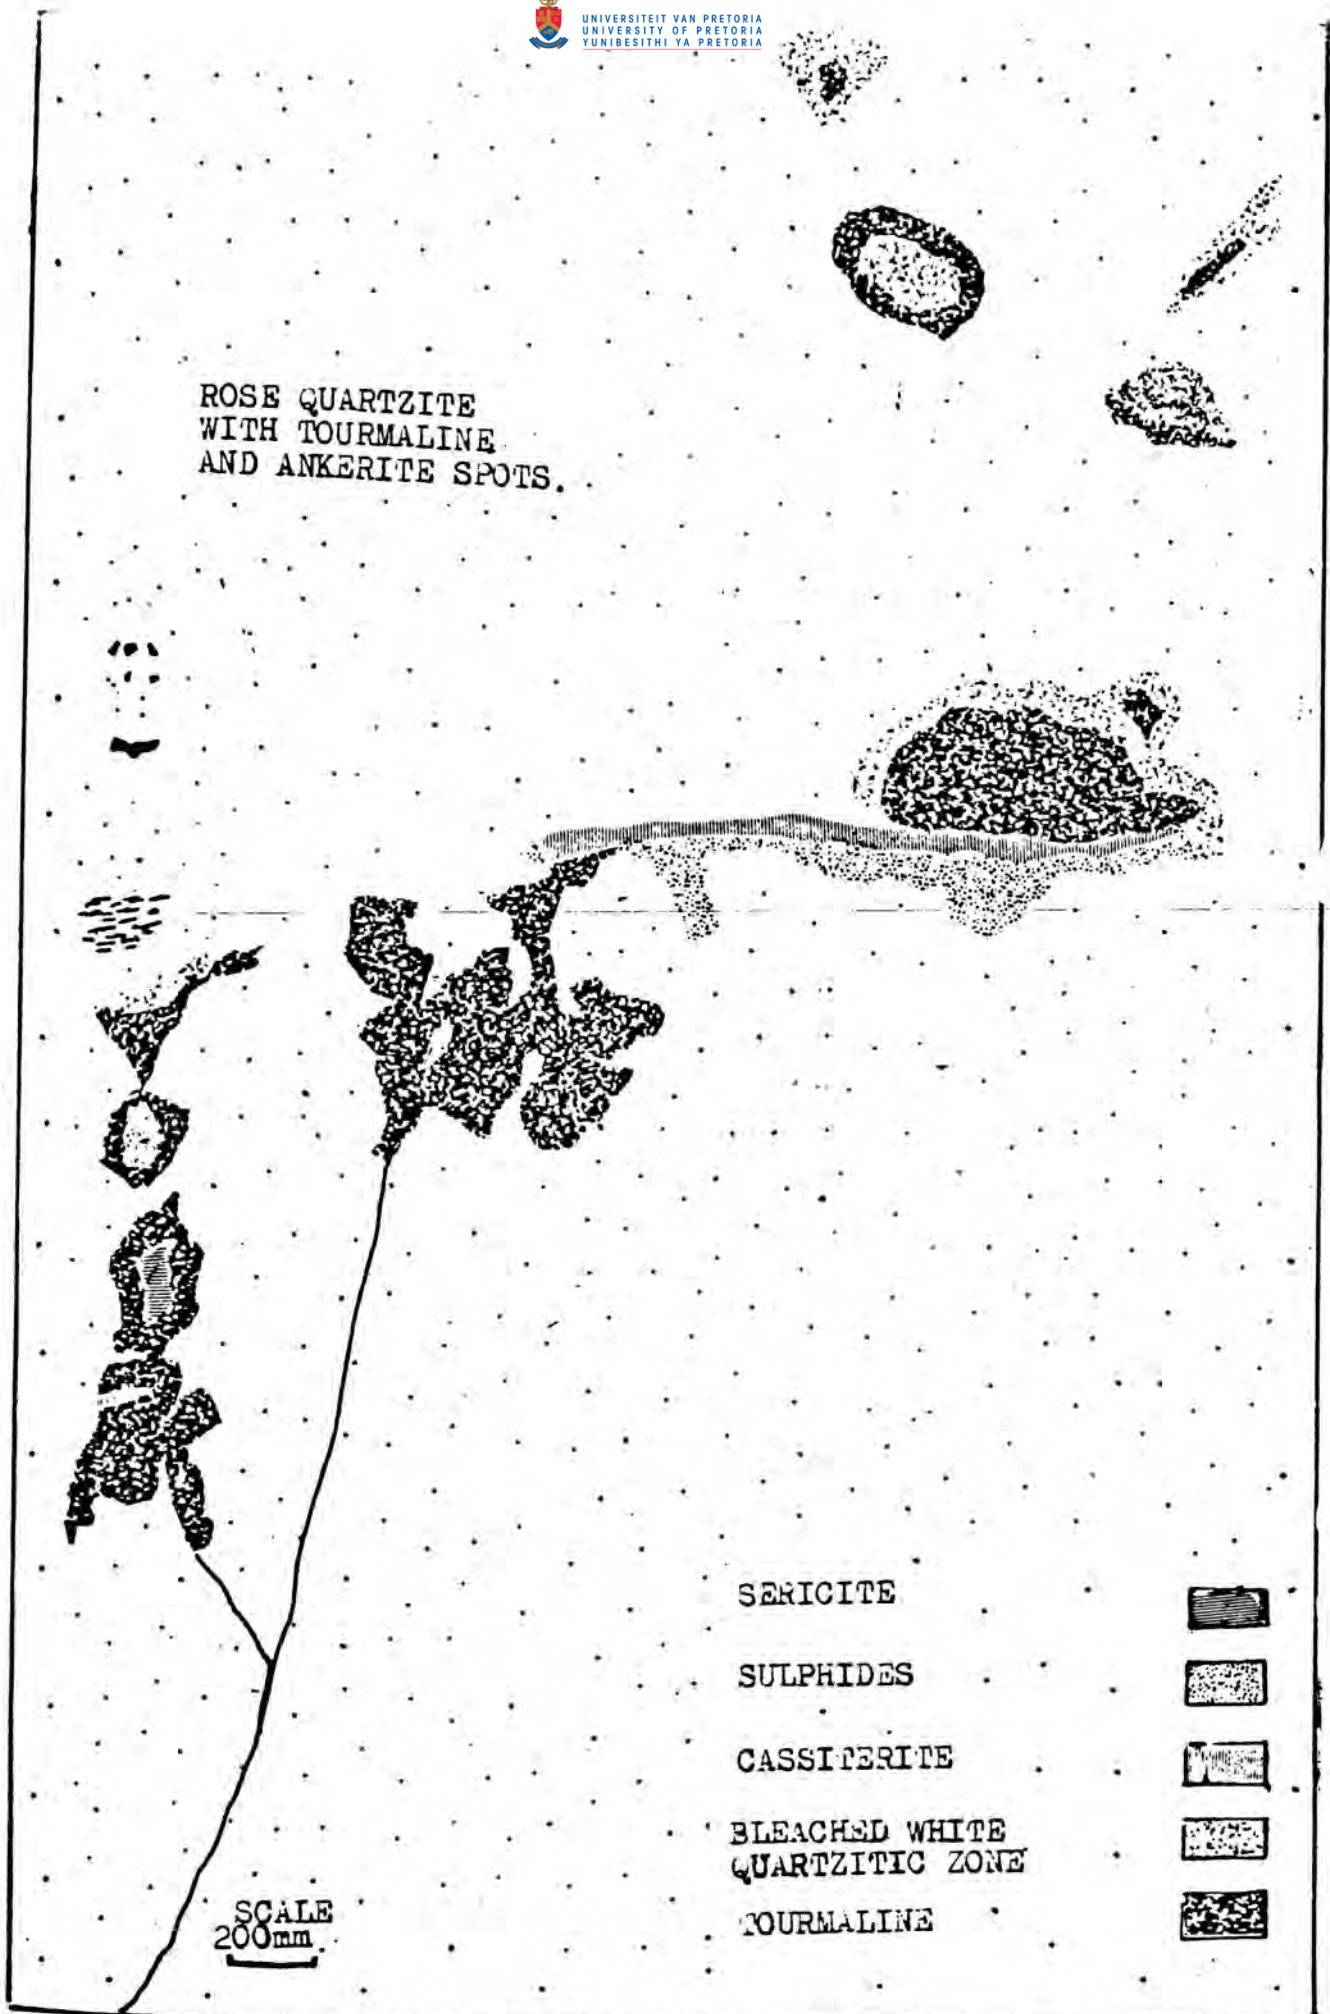 UNIVERSITEIT VAN PRETORIA
UNIVERSITY OF PRETORIA
YUNIBESITHI YA PRETORIA
ROSE QUARTZITE
WITH TOURMALINE
AND ANKERITE SPOTS.
SERICITE
SULPHIDES
CASSITERITE
BLEACHED WHITE
QUARTZITIC ZONE
TOURMALINE
SCALE
200mm